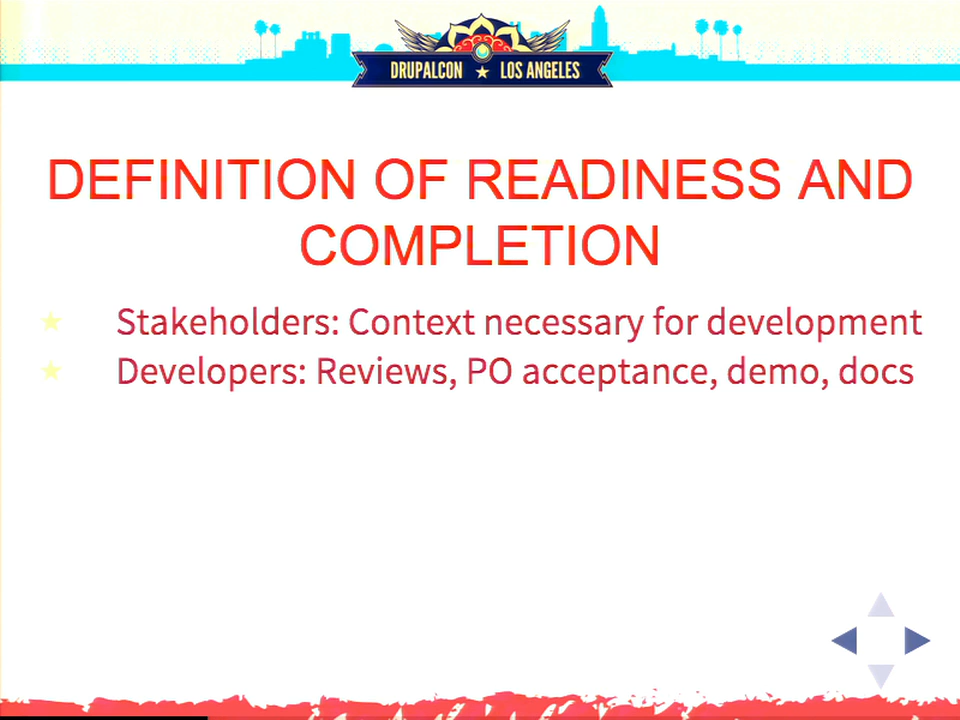 DRUPALCON ★ LOS ANGELES
DEFINITION OF READINESS AND
COMPLETION
★ Stakeholders: Context necessary for development
★ Developers: Reviews, PO acceptance, demo, docs